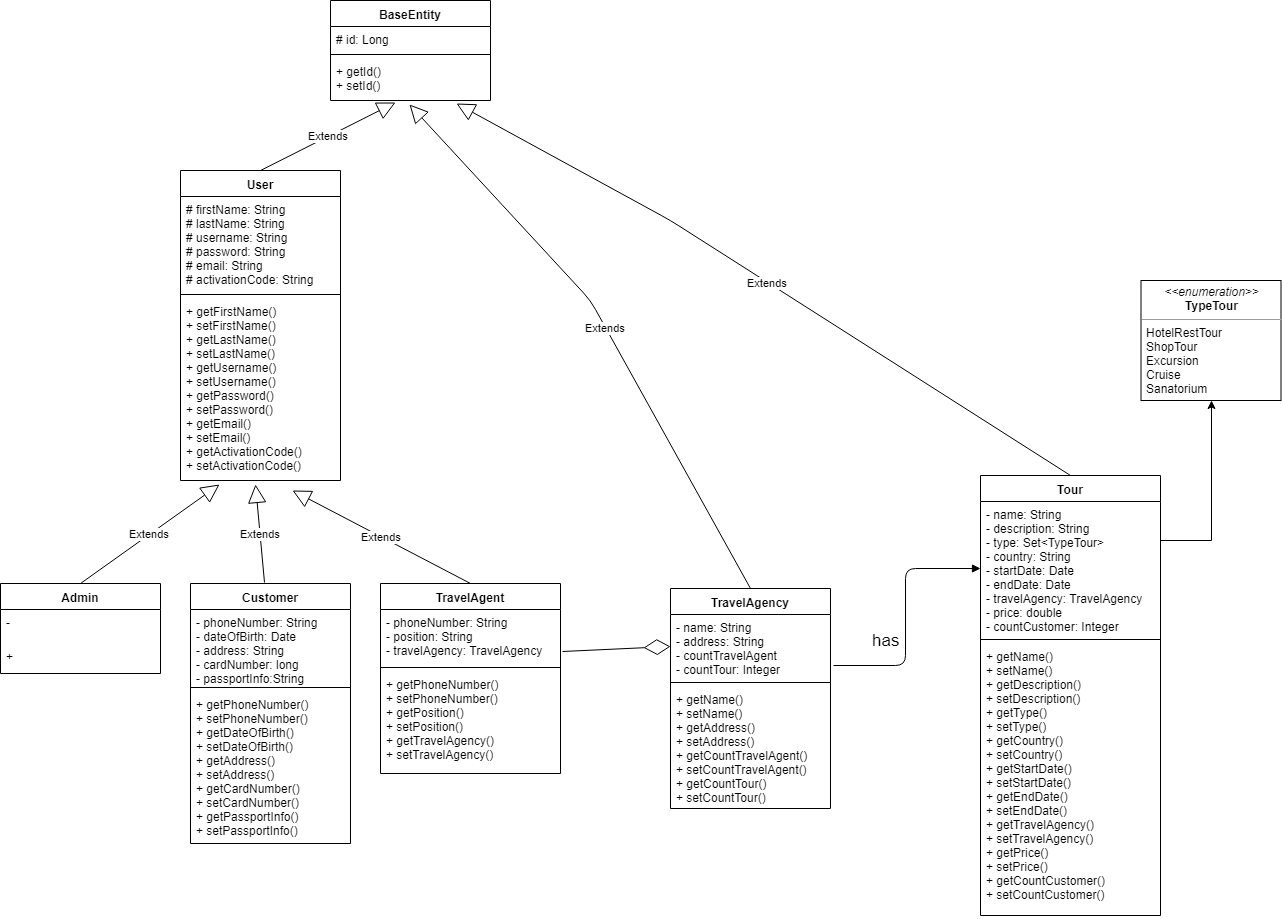 BaseEntity
# id: Long
+ getId()
+ setId()
Extends
User
# firstName: String
# lastName: String
# username: String
# password: String
# email: String
# activationCode: String
+ getFirstName()
+ setFirstName()
+ getLastName()
+ setLastName()
+ getUsername()
+ setUsername()
+ getPassword()
+ setPassword()
+ getEmail()
+ setEmail()
+ getActivationCode()
+ setActivationCode()
Extends
Extends
<<enumeration>>
TypeTour
HotelRestTour
ShopTour
Excursion
Cruise
Sanatorium
Extends
Extends
Extends
Admin
-
+
Customer
- phoneNumber: String
- dateOfBirth: Date
- address: String
- cardNumber: long
- passportInfo:String
+ getPhoneNumber()
+ setPhoneNumber()
+ getDateOfBirth()
+ setDateOfBirth()
+ getAddress()
+ setAddress()
+ getCardNumber()
+ setCardNumber()
+ getPassportInfo()
+ setPassportInfo()
TravelAgent
- phoneNumber: String
- position: String
- travelAgency: TravelAgency
+ getPhoneNumber()
+ setPhoneNumber()
+ getPosition()
+ setPosition()
+ getTravelAgency()
+ setTravelAgency()
TravelAgency
- name: String
- address: String
- countTravelAgent
- countTour: Integer
+ getName()
+ setName()
+ getAddress()
+ setAddress()
+ getCountTravelAgent()
+ setCountTravelAgent()
+ getCountTour()
+ setCountTour()
has
Tour
- name: String
- description: String
- type: Set<TypeTour>
- country: String
- startDate: Date
- endDate: Date
- travelAgency: TravelAgency
- price: double
- countCustomer: Integer
+ getName()
+ setName()
+ getDescription()
+ setDescription()
+ getType()
+ setType()
+ getCountry()
+ setCountry()
+ getStartDate()
+ setStartDate()
+ getEndDate()
+ setEndDate()
+ getTravelAgency()
+ setTravelAgency()
+ getPrice()
+ setPrice()
+ getCountCustomer()
+ setCountCustomer()